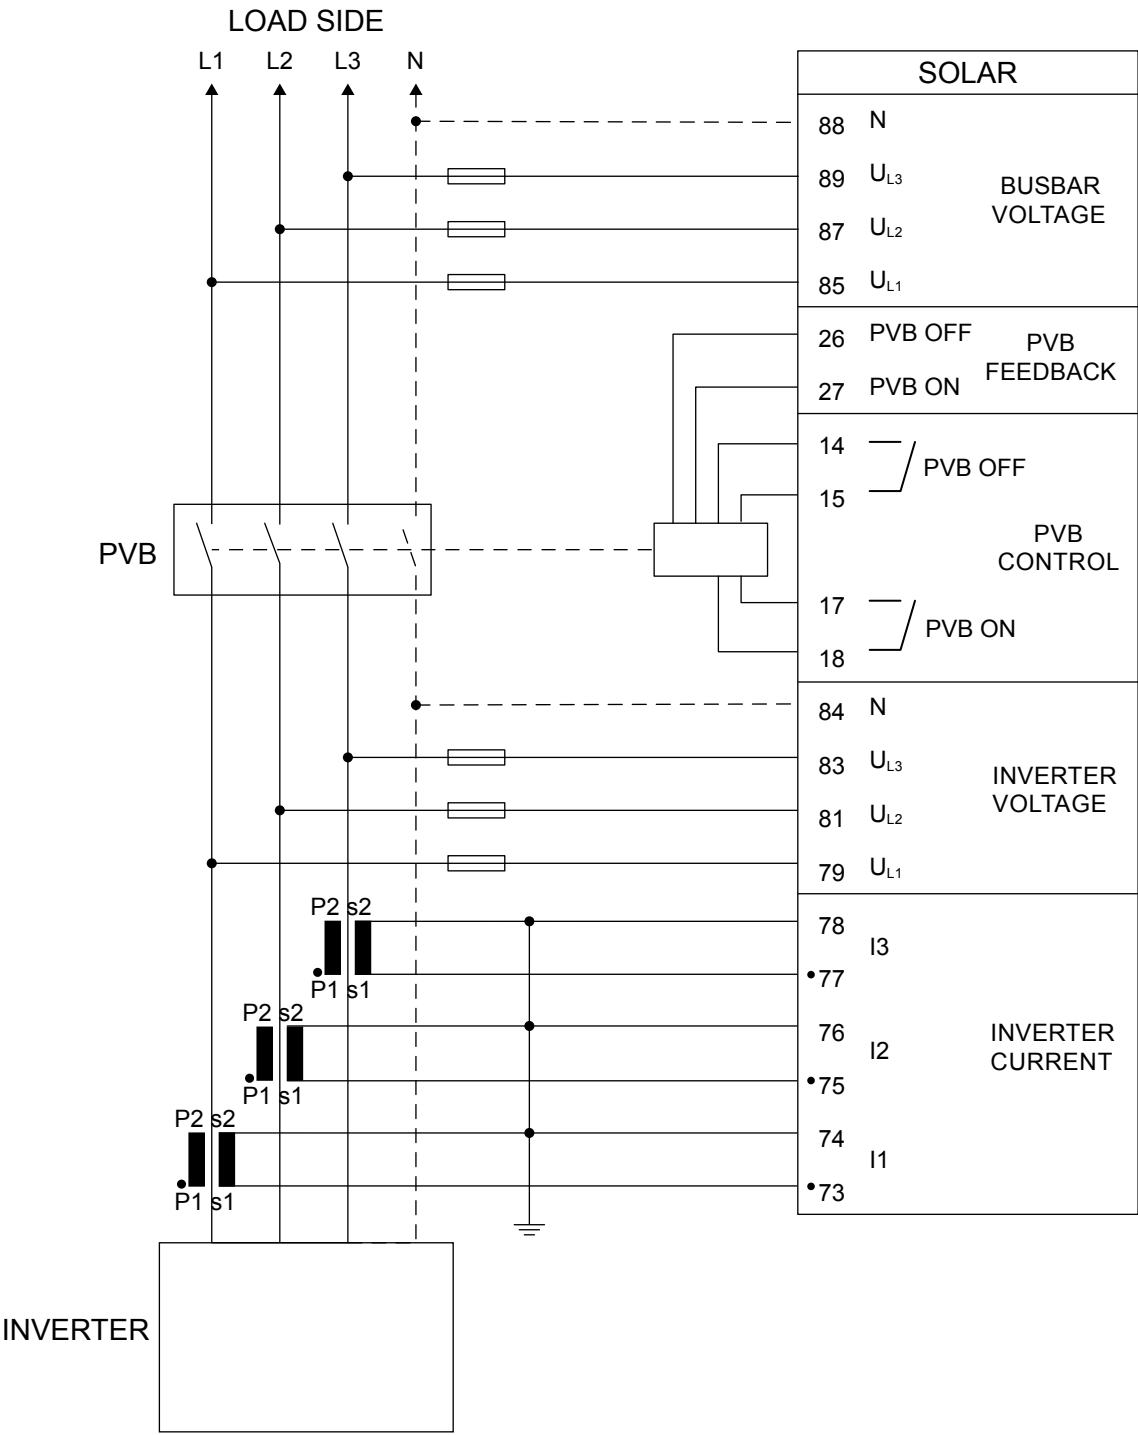 LOAD SIDE
L1 L2 L3 N
SOLAR
88 N
89 UL3
BUSBAR
VOLTAGE
87 UL2
85 UL1
26 PVB OFF
PVB
FEEDBACK
27 PVB ON
14
PVB OFF
15
PVB
PVB
CONTROL
17
PVB ON
18
84 N
83 UL3
INVERTER
VOLTAGE
81 UL2
79 UL1
P2 s2
78
I3
P1 s1
77
P2 s2
76
I2
INVERTER
CURRENT
P1 s1
75
P2 s2
74
I1
P1 s1
73
INVERTER